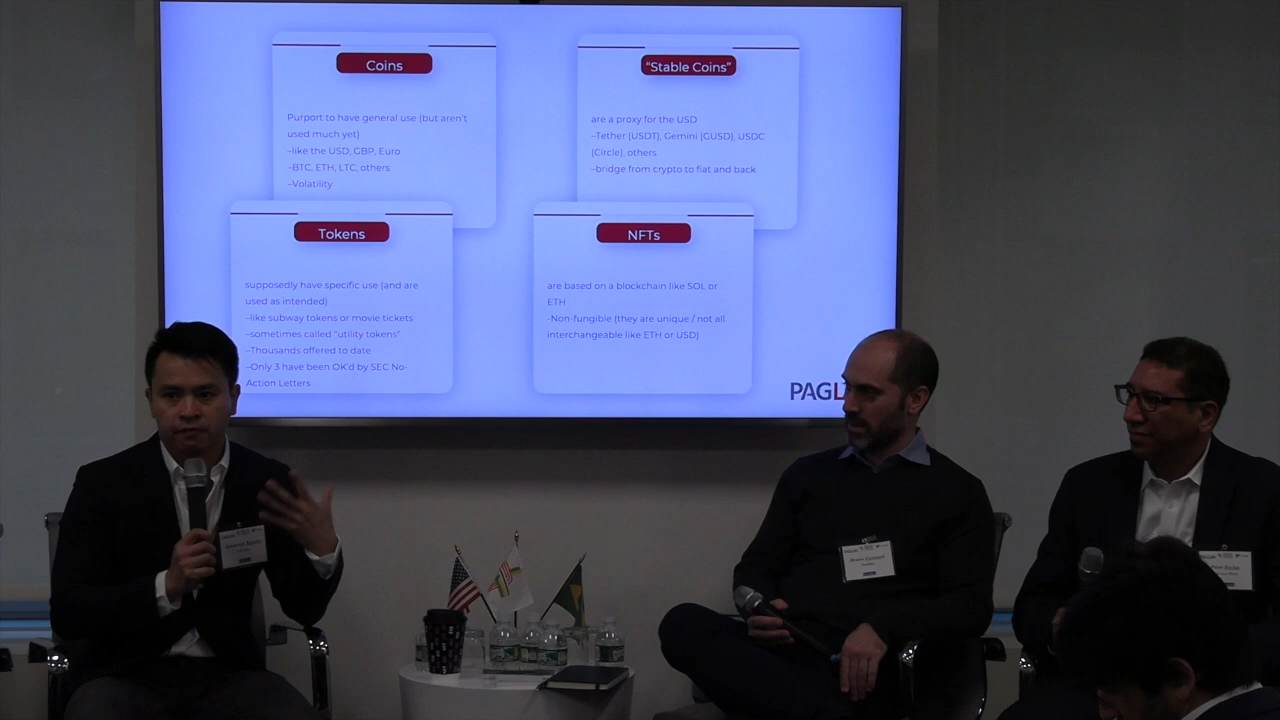 Coins
Purport to have general use (but aren't
used much yet)
–like the USD, GBP, Euro
–BTC, ETH, LTC, others
–Volatility
"Stable Coins"
are a proxy for the USD
–Tether (USDT), Gemini (GUSD), USDC
(Circle), others
–bridge from crypto to fiat and back
Tokens
supposedly have specific use (and are
used as intended)
–like subway tokens or movie tickets
–sometimes called "utility tokens"
–Thousands offered to date
–Only 3 have been OK'd by SEC No-
Action Letters
NFTs
are based on a blockchain like SOL or
ETH
-Non-fungible (they are unique / not all
interchangeable like ETH or USD)